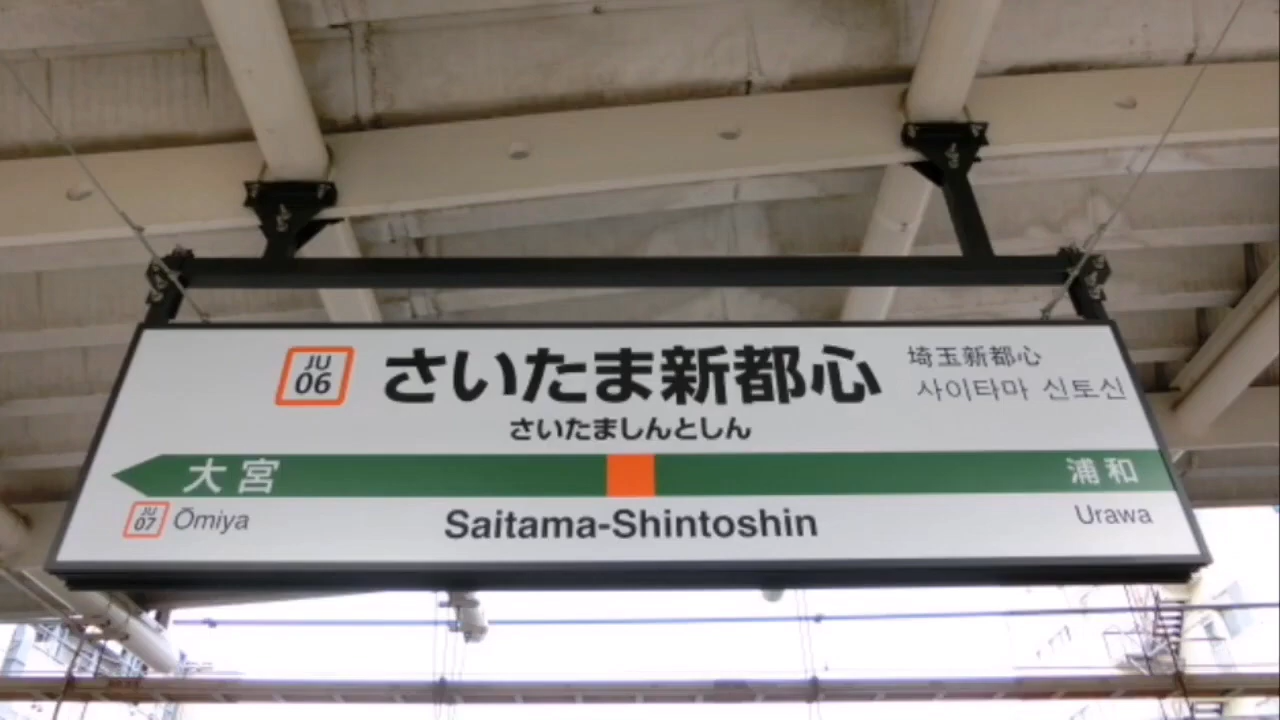 JU
06
さいたま新都心
埼玉新都心
사이타마 신토신
さいたましんとしん
大宮
浦和
JU
07
Ōmiya
Saitama-Shintoshin
Urawa